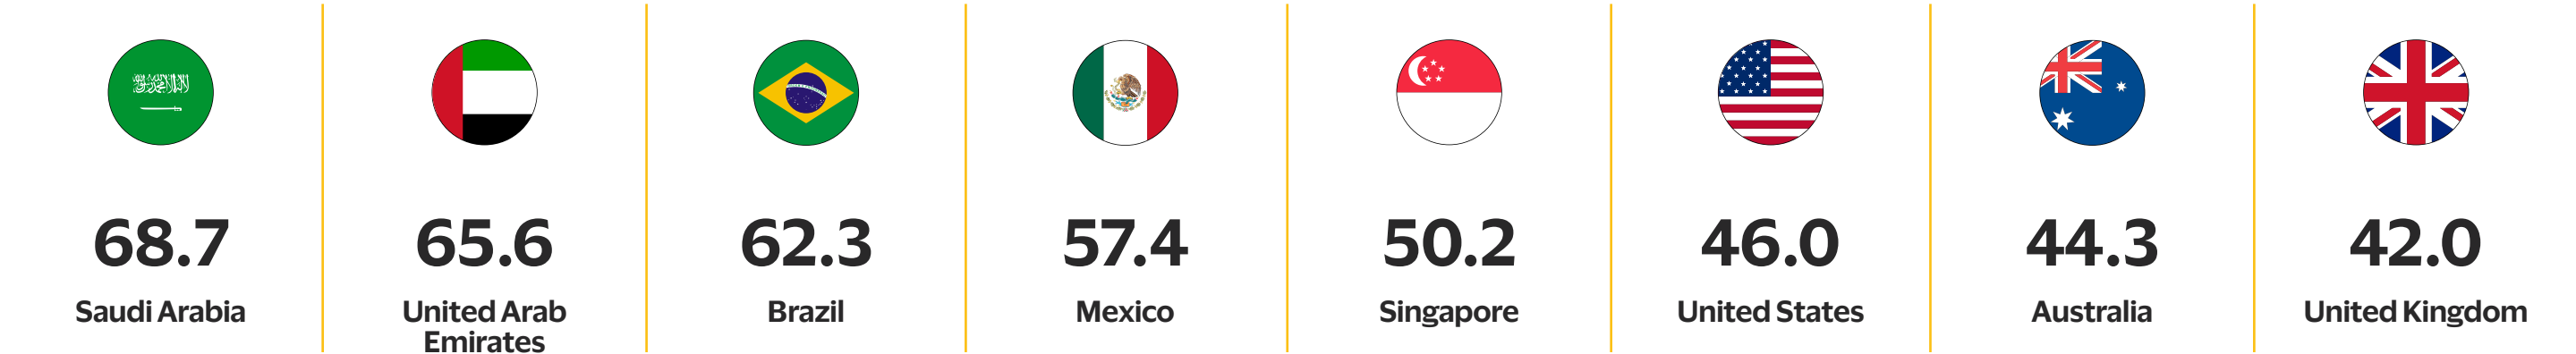 68.7
Saudi Arabia
65.6
United Arab
Emirates
62.3
Brazil
57.4
Mexico
50.2
Singapore
46.0
United States
44.3
Australia
42.0
United Kingdom